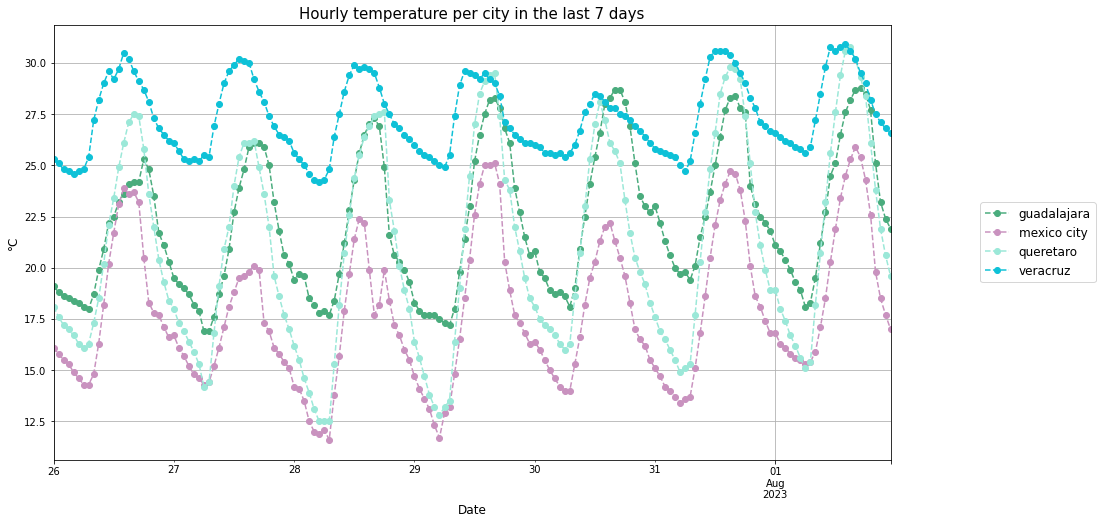 Hourly temperature per city in the last 7 days
°C
30.0
27.5
25.0
22.5
20.0
17.5
15.0
12.5
26
27
28
29
30
31
01
Aug
2023
Date
guadalajara
mexico city
queretaro
veracruz